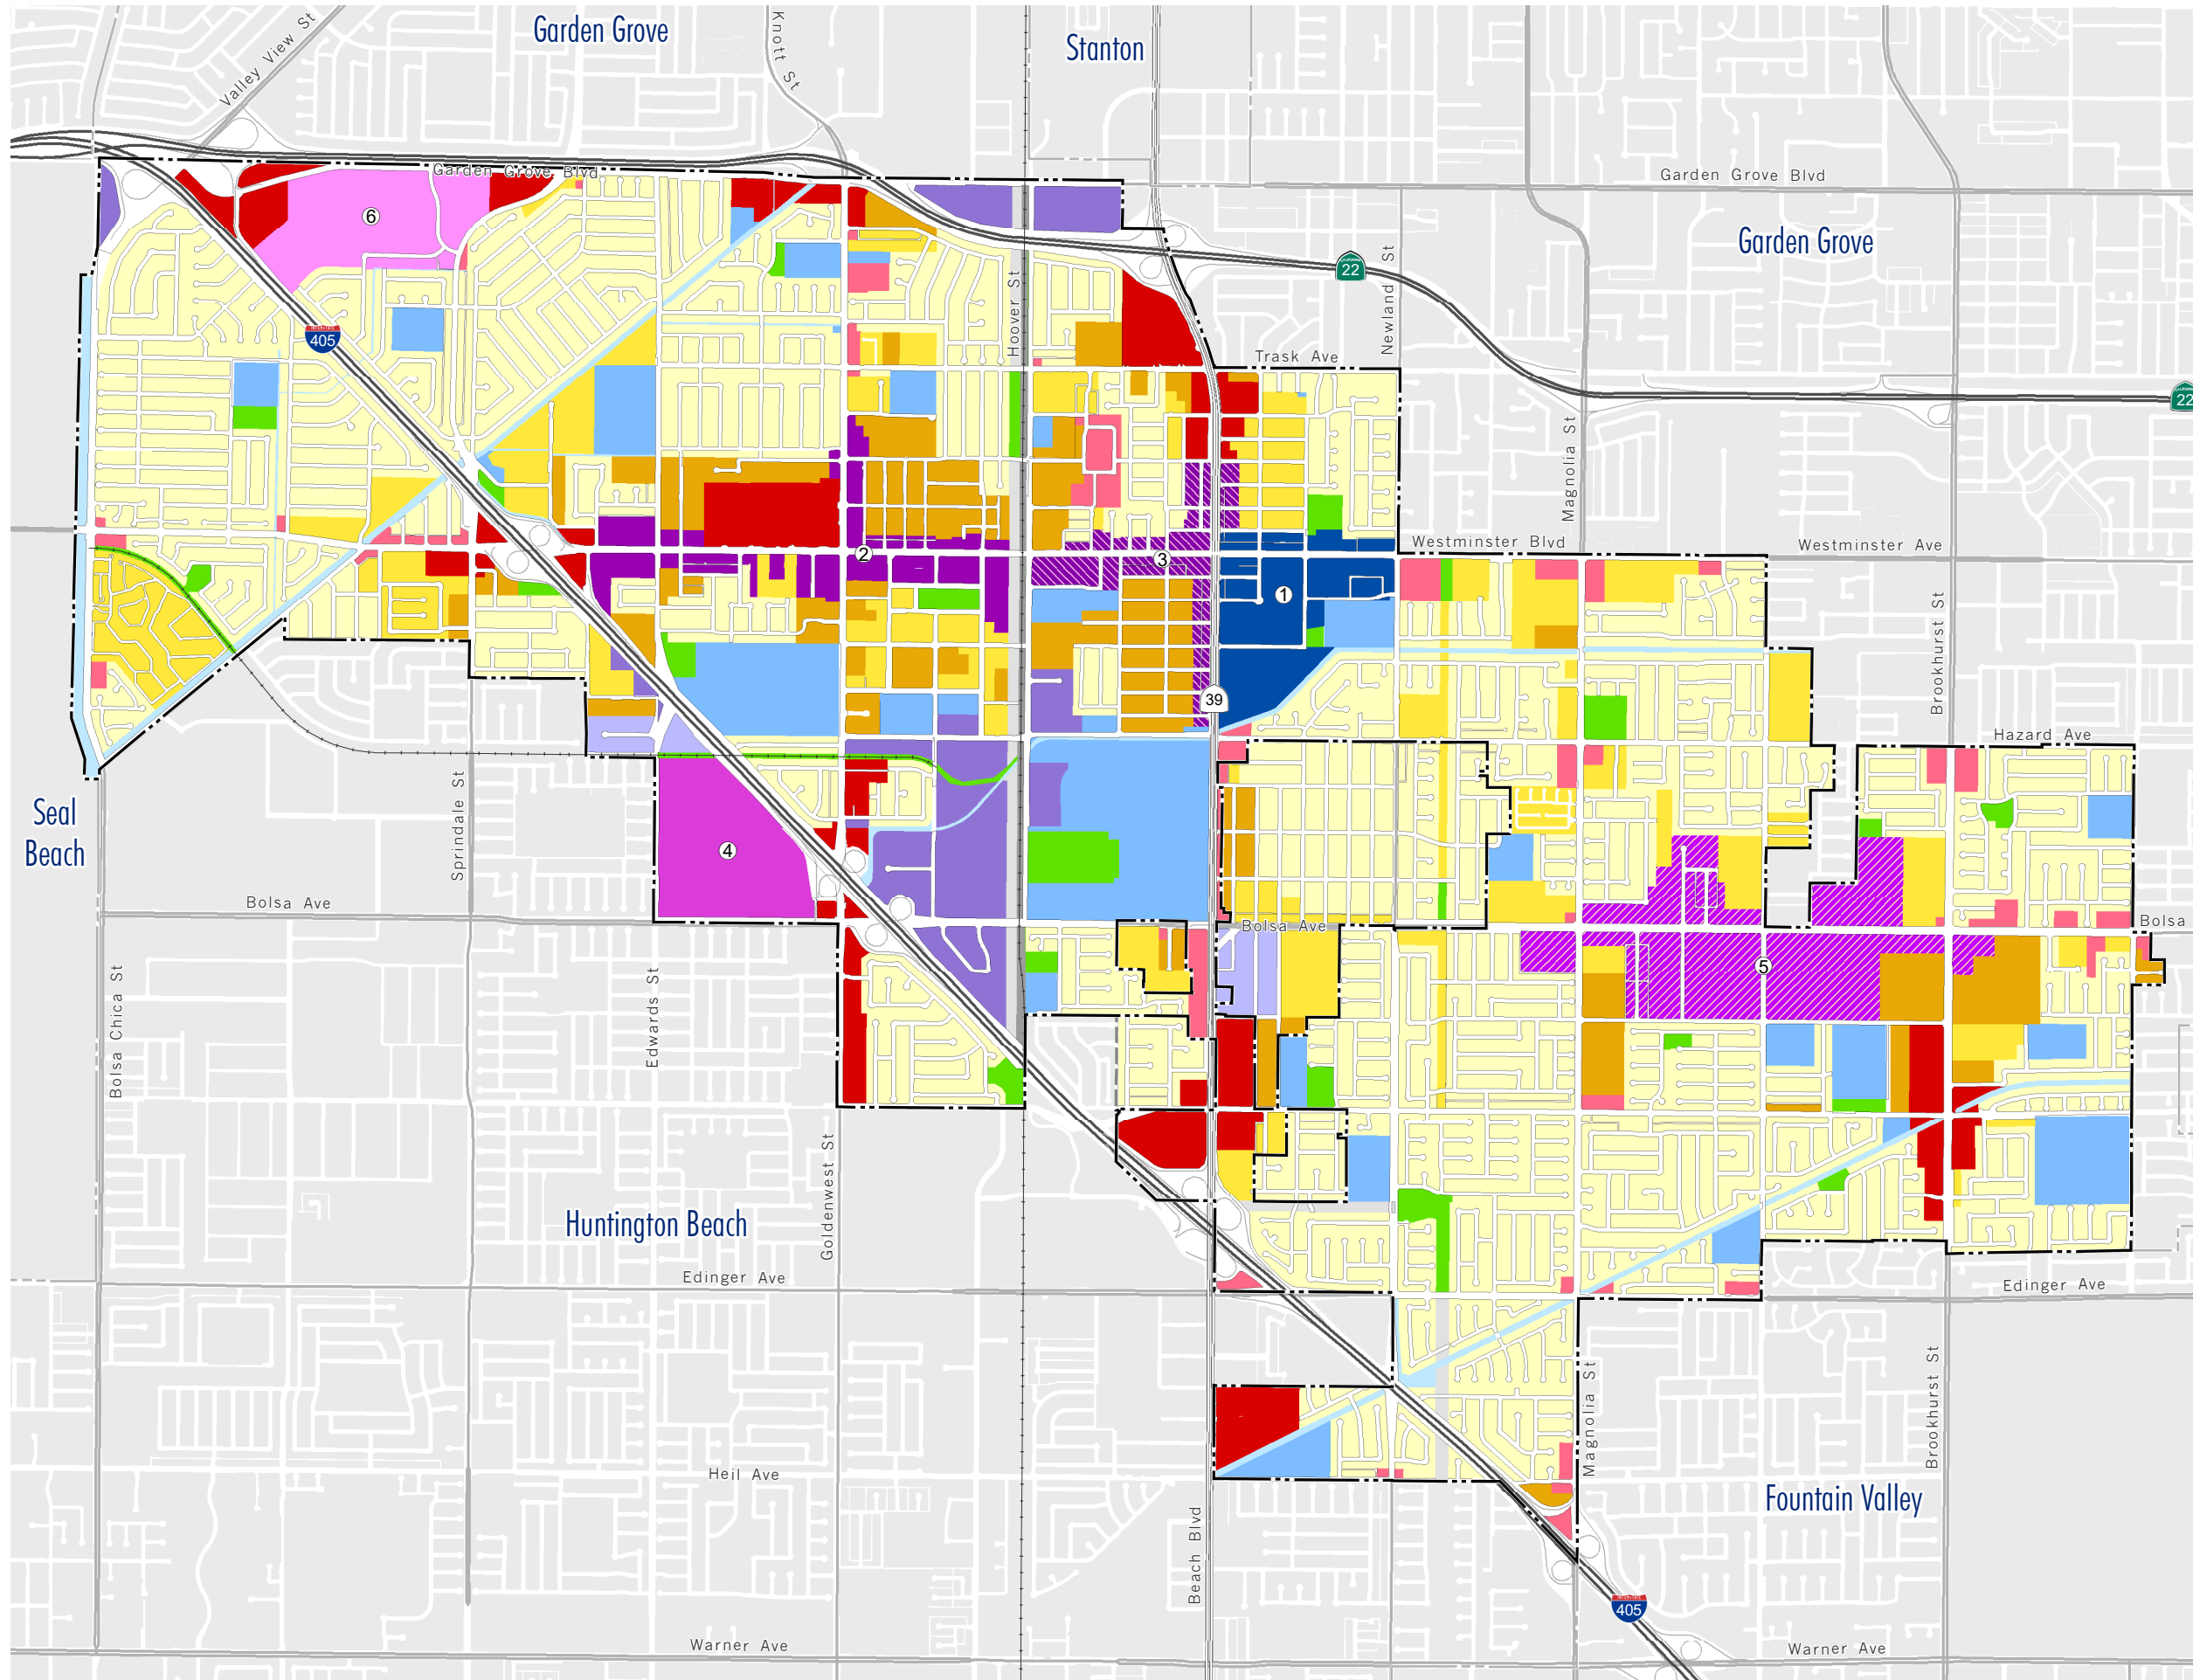 Garden Grove
Stanton
Valley View St
Knott St
Garden Grove Blvd
Garden Grove Blvd
6
Garden Grove
22
Newland St
Hoover St
405
Trask Ave
22
Magnolia St
Westminster Blvd
Westminster Ave
2
3
1
Brookhurst St
39
Hazard Ave
Seal
Beach
Sprindale St
4
Bolsa Ave
Bolsa Ave
Bolsa
5
Bolsa Chica St
Edwards St
Goldenwest St
Huntington Beach
Edinger Ave
Edinger Ave
Magnolia St
Brookhurst St
Heil Ave
Fountain Valley
Beach Blvd
405
Warner Ave
Warner Ave